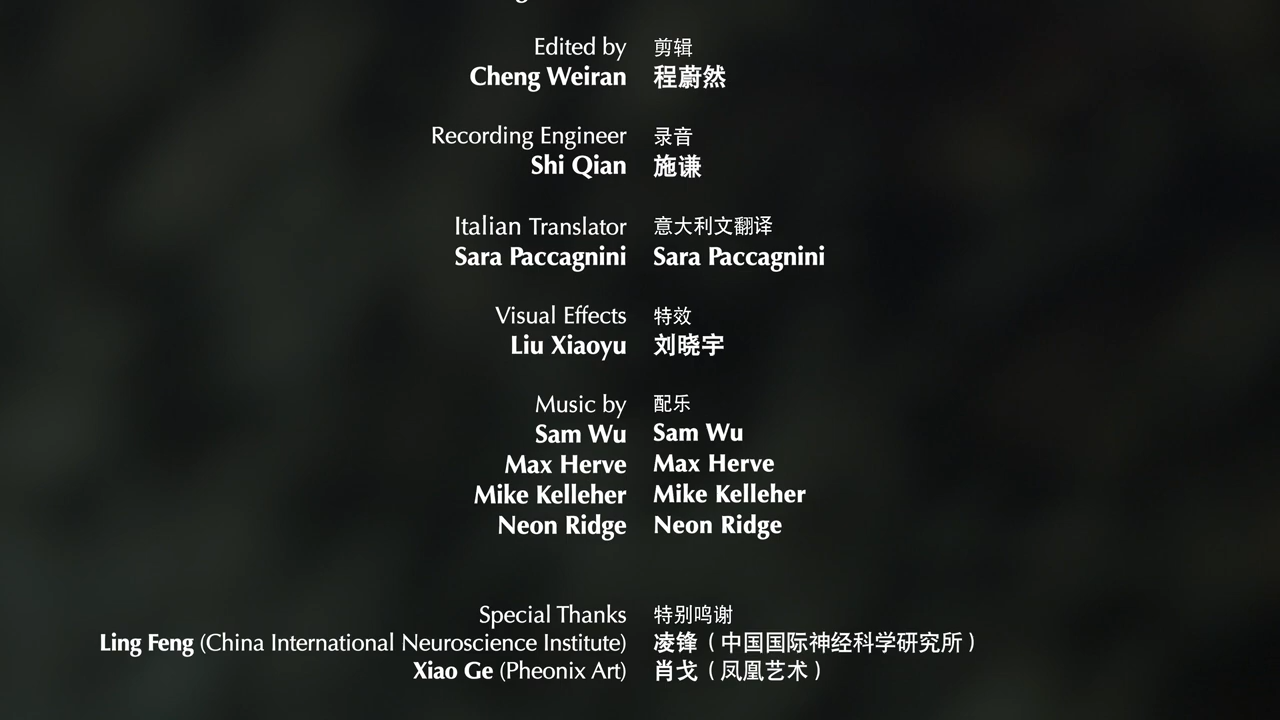 Edited by 剪辑
Cheng Weiran 程蔚然
Recording Engineer 录音
Shi Qian 施谦
Italian Translator 意大利文翻译
Sara Paccagnini Sara Paccagnini
Visual Effects 特效
Liu Xiaoyu 刘晓宇
Music by 配乐
Sam Wu Sam Wu
Max Herve Max Herve
Mike Kelleher Mike Kelleher
Neon Ridge Neon Ridge
Special Thanks 特别鸣谢
Ling Feng (China International Neuroscience Institute) 凌锋（中国国际神经科学研究所）
Xiao Ge (Pheonix Art) 肖戈（凤凰艺术）